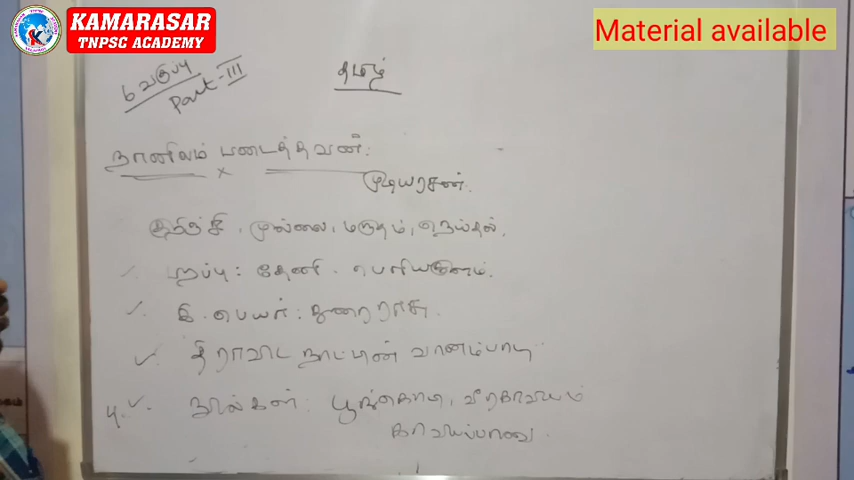 KAMARASAR
TNPSC ACADEMY
Material available
6 வகுப்பு
Part-III
தமிழ்
நானிலம் படைத்தவன்:
முடியரசன்.
குறிஞ்சி, முல்லை, மருதம், நெய்தல்.
பிறப்பு: தேனி - பெரியகுளம்.
இ. பெயர்: துரைராசு.
திராவிட நாட்டின் வானம்பாடி
நூல்கள்: பூங்கொடி, வீரகாவியம்
காவியப்பாவை.